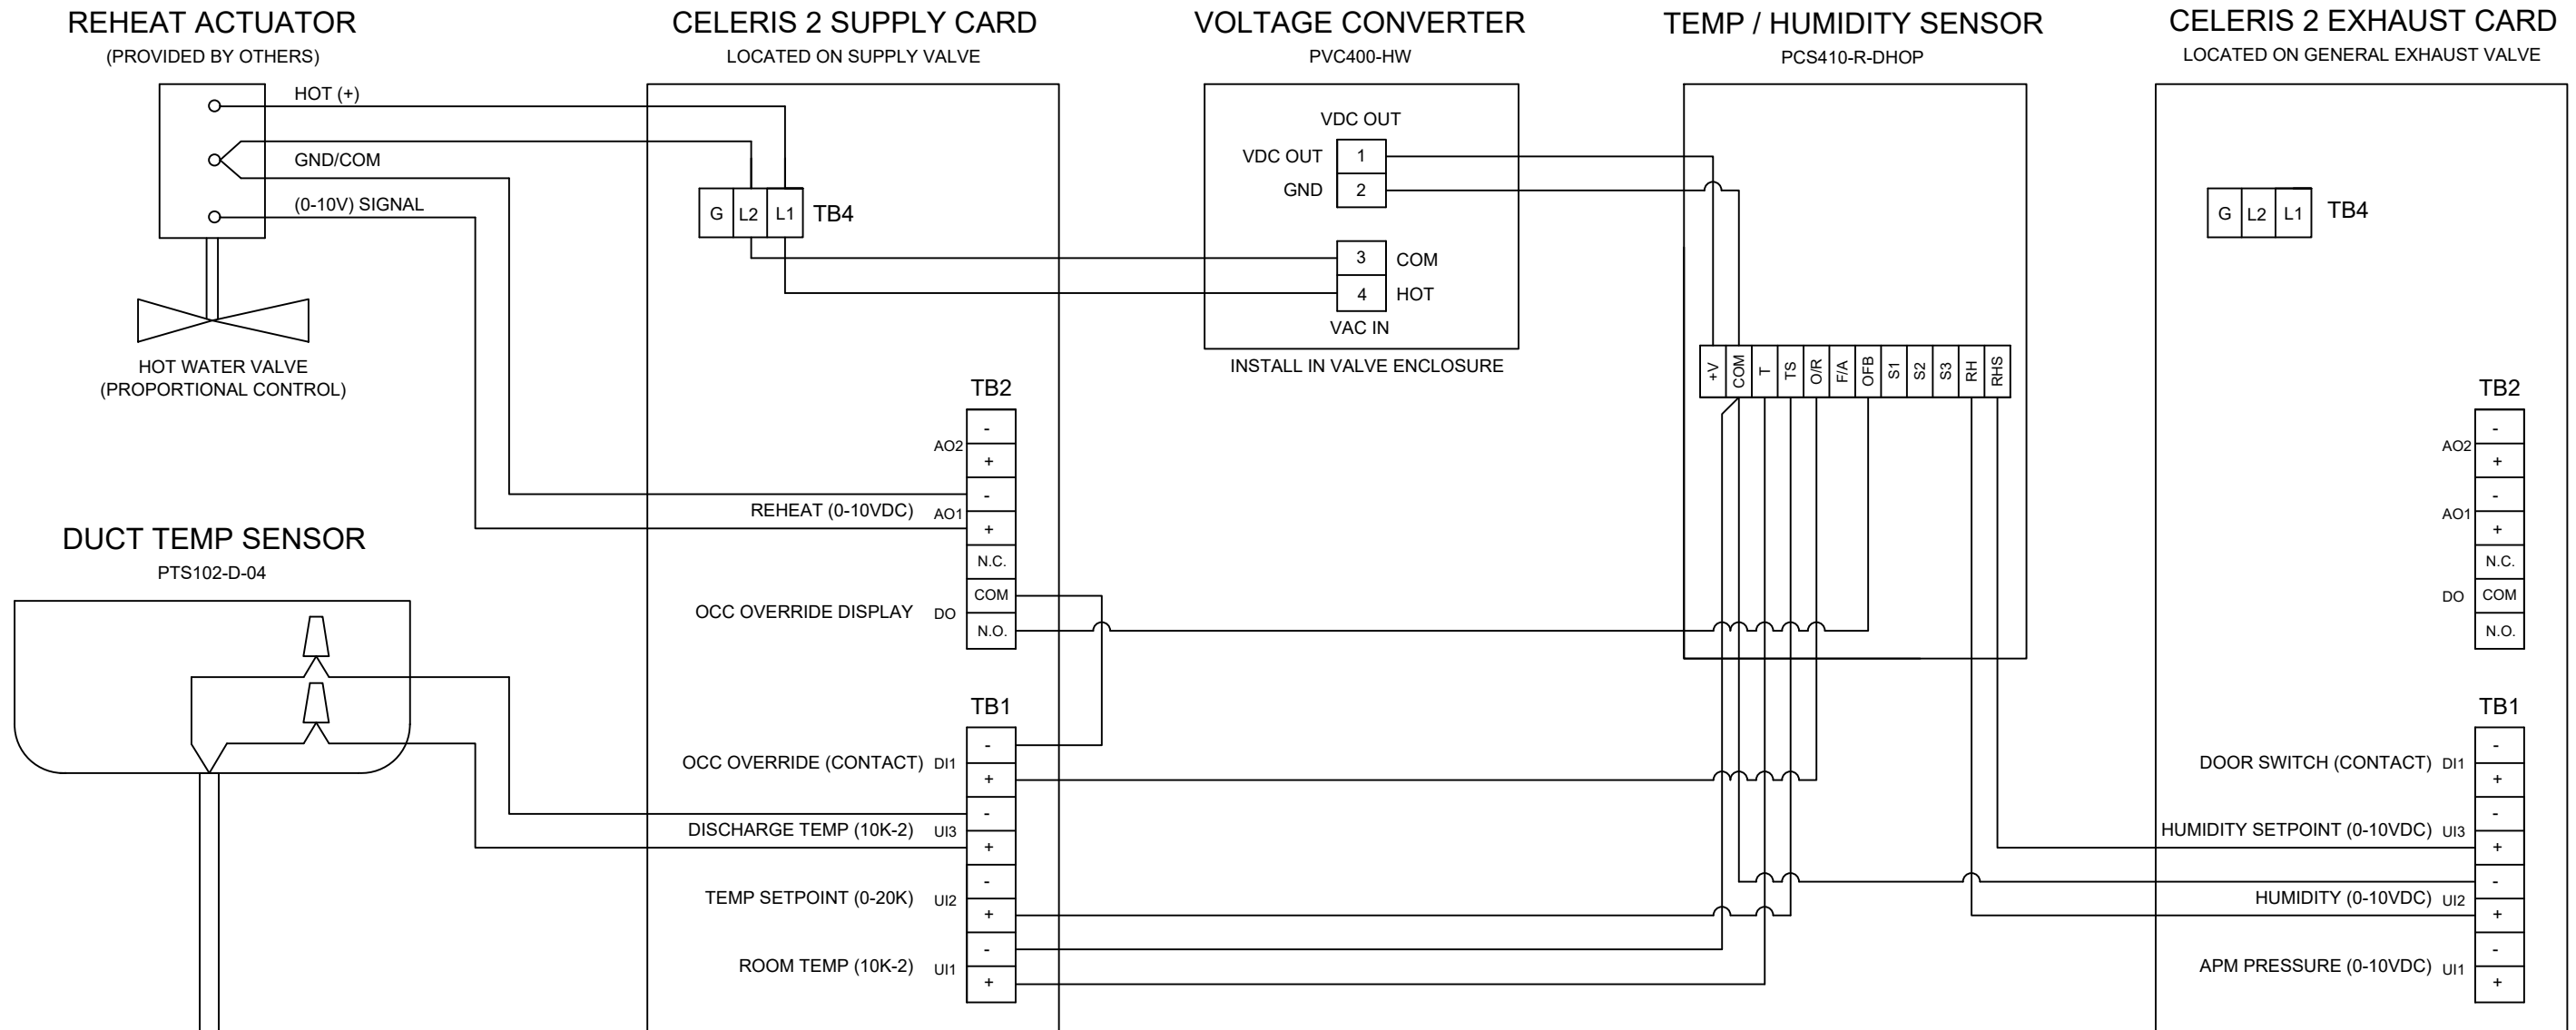 REHEAT ACTUATOR
(PROVIDED BY OTHERS)
HOT (+)
GND/COM
(0-10V) SIGNAL
HOT WATER VALVE
(PROPORTIONAL CONTROL)
DUCT TEMP SENSOR
PTS102-D-04
CELERIS 2 SUPPLY CARD
LOCATED ON SUPPLY VALVE
G L2 L1 TB4
TB2
-
AO2
+
-
REHEAT (0-10VDC) AO1
+
N.C.
COM
OCC OVERRIDE DISPLAY DO
N.O.
TB1
-
OCC OVERRIDE (CONTACT) DI1
+
-
DISCHARGE TEMP (10K-2) UI3
+
-
TEMP SETPOINT (0-20K) UI2
+
-
ROOM TEMP (10K-2) UI1
+
VOLTAGE CONVERTER
PVC400-HW
VDC OUT
VDC OUT 1
GND 2
3 COM
4 HOT
VAC IN
INSTALL IN VALVE ENCLOSURE
TEMP / HUMIDITY SENSOR
PCS410-R-DHOP
+V
COM
T
TS
O/R
F/A
OFB
S1
S2
S3
RH
RHS
CELERIS 2 EXHAUST CARD
LOCATED ON GENERAL EXHAUST VALVE
G L2 L1 TB4
TB2
-
AO2
+
-
AO1
+
N.C.
DO COM
N.O.
TB1
-
DOOR SWITCH (CONTACT) DI1
+
-
HUMIDITY SETPOINT (0-10VDC) UI3
+
-
HUMIDITY (0-10VDC) UI2
+
-
APM PRESSURE (0-10VDC) UI1
+